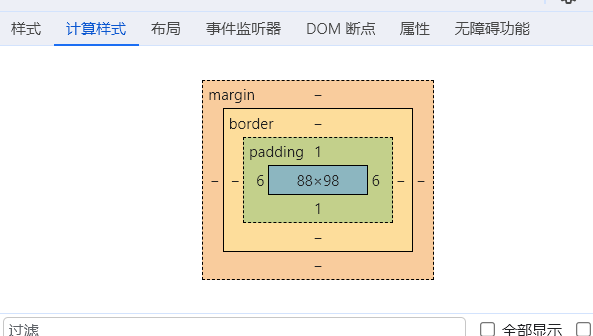 样式 计算样式 布局 事件监听器 DOM 断点 属性 无障碍功能
margin –
border –
padding 1
– – 6 88×98 6 – –
1
–
–
过滤 全部显示